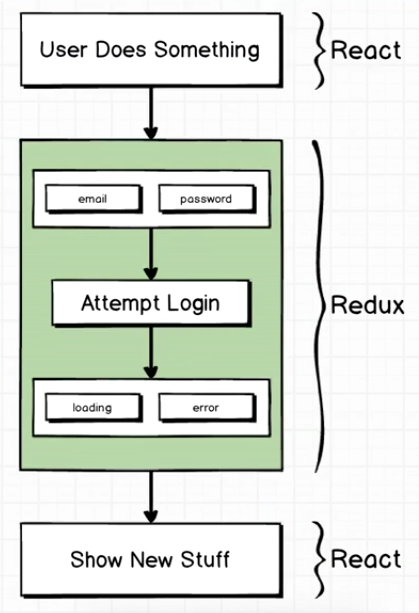 User Does Something
React
email
password
Attempt Login
Redux
loading
error
Show New Stuff
React